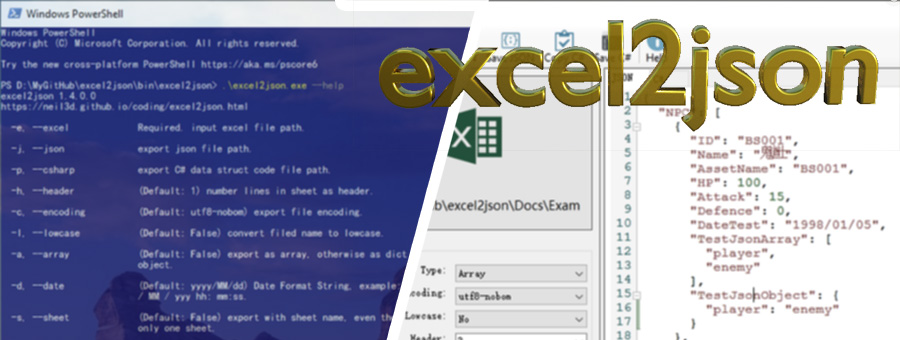 Windows PowerShell
Windows PowerShell
Copyright (C) Microsoft Corporation. All rights reserved.
Try the new cross-platform PowerShell https://aka.ms/pscore6
PS D:\MyGitHub\excel2json\bin\excel2json> .\excel2json.exe --help
excel2json 1.4.0.0
https://neil3d.github.io/coding/excel2json.html
-e, --excel Required. input excel file path.
-j, --json export json file path.
-p, --csharp export C# data struct code file path.
-h, --header (Default: 1) number lines in sheet as header.
-c, --encoding (Default: utf8-nobom) export file encoding.
-l, --lowcase (Default: False) convert filed name to lowcase.
-a, --array (Default: False) export as array, otherwise as dict
object.
-d, --date (Default: yyyy/MM/dd) Date Format String, example:
/ MM / yyy hh: mm:ss.
-s, --sheet (Default: False) export with sheet name, even the
only one sheet.
excel2json
b\excel2json\Docs\Exam
Type: Array
oding: utf8-nobom
Lowcase: No
Header:
1
2 "NPC [
3 {
4 "ID": "BS001",
5 "Name": "
6 "AssetName": "BS001",
7 "HP": 100,
8 "Attack": 15,
9 "Defence": 0,
10 "DateTest": "1998/01/05",
11 "TestJsonArray": [
12 "player",
13 "enemy"
14 ],
15 "TestJsonObject": {
16 "player": "enemy"
17 }
18 },